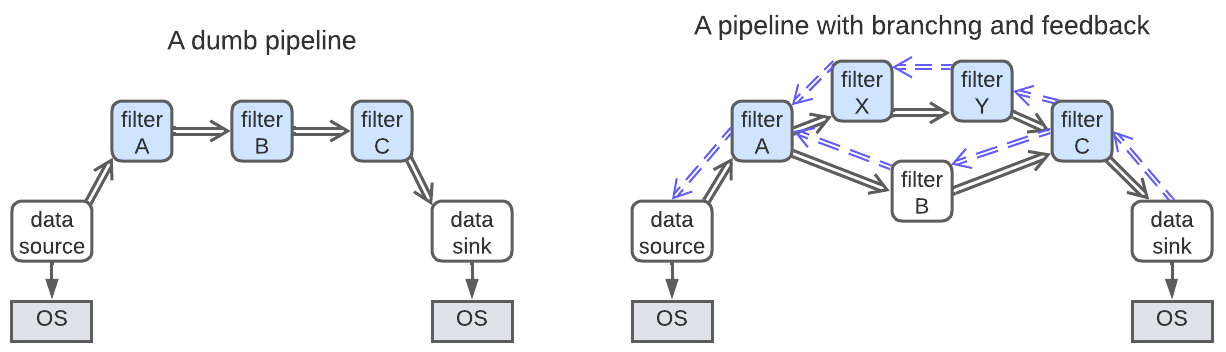 A dumb pipeline
filter
A
filter
B
filter
C
data
source
data
sink
OS
OS
A pipeline with branchng and feedback
filter
X
filter
Y
filter
A
filter
C
filter
B
data
source
data
sink
OS
OS